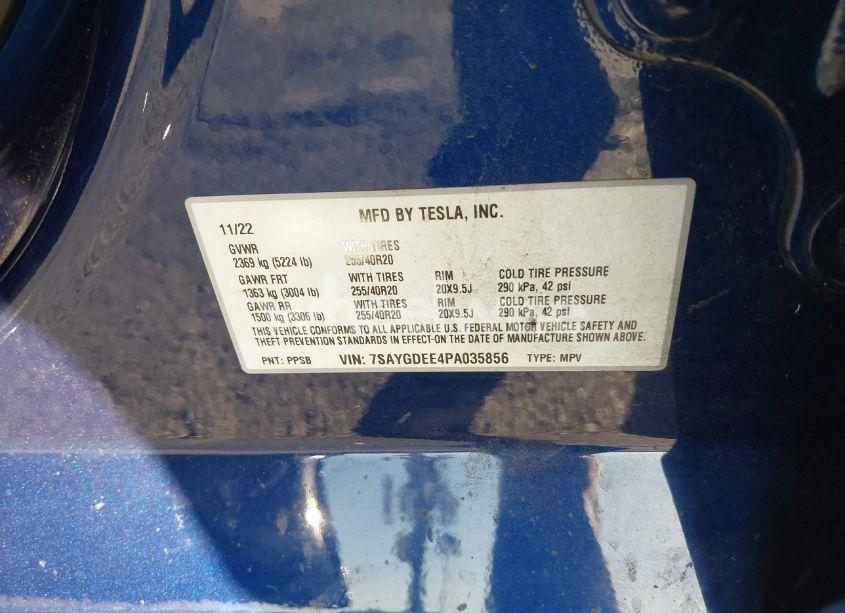 MFD BY TESLA, INC.
11/22
GVWR WITH TIRES
2369 kg (5224 lb) 255/40R20
GAWR FRT WITH TIRES RIM COLD TIRE PRESSURE
1363 kg (3004 lb) 255/40R20 20X9.5J 290 kPa, 42 psi
GAWR RR WITH TIRES RIM COLD TIRE PRESSURE
1500 kg (3306 lb) 255/40R20 20X9.5J 290 kPa, 42 psi
THIS VEHICLE CONFORMS TO ALL APPLICABLE U.S. FEDERAL MOTOR VEHICLE SAFETY AND
THEFT PREVENTION STANDARDS IN EFFECT ON THE DATE OF MANUFACTURE SHOWN ABOVE.
PNT: PPSB VIN: 7SAYGDEE4PA035856 TYPE: MPV